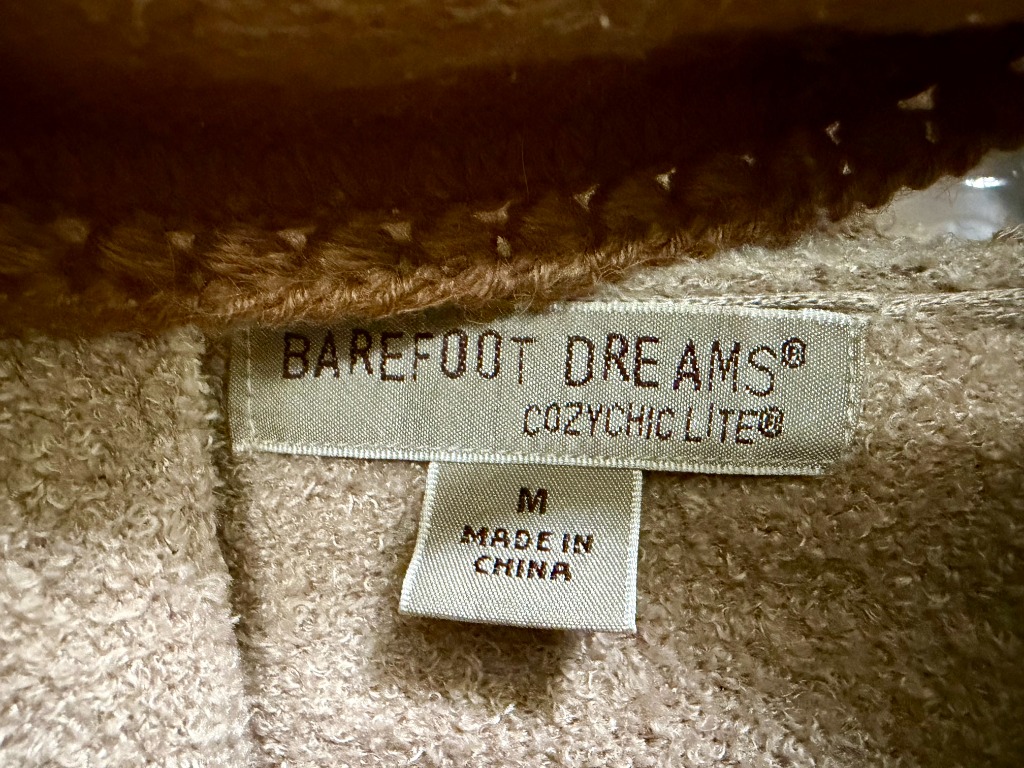 BAREFOOT DREAMS®
COZYCHIC LITE®
M
MADE IN
CHINA